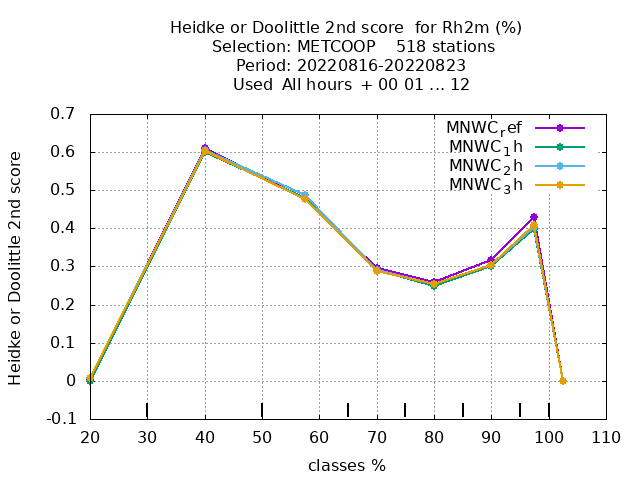 Heidke or Doolittle 2nd score  for Rh2m (%)
Selection: METCOOP    518 stations
Period: 20220816-20220823
Used  All hours  + 00 01 ... 12
MNWC_ref
MNWC_1h
MNWC_2h
MNWC_3h
Heidke or Doolittle 2nd score
0.7
0.6
0.5
0.4
0.3
0.2
0.1
0
-0.1
20 30 40 50 60 70 80 90 100 110
classes %